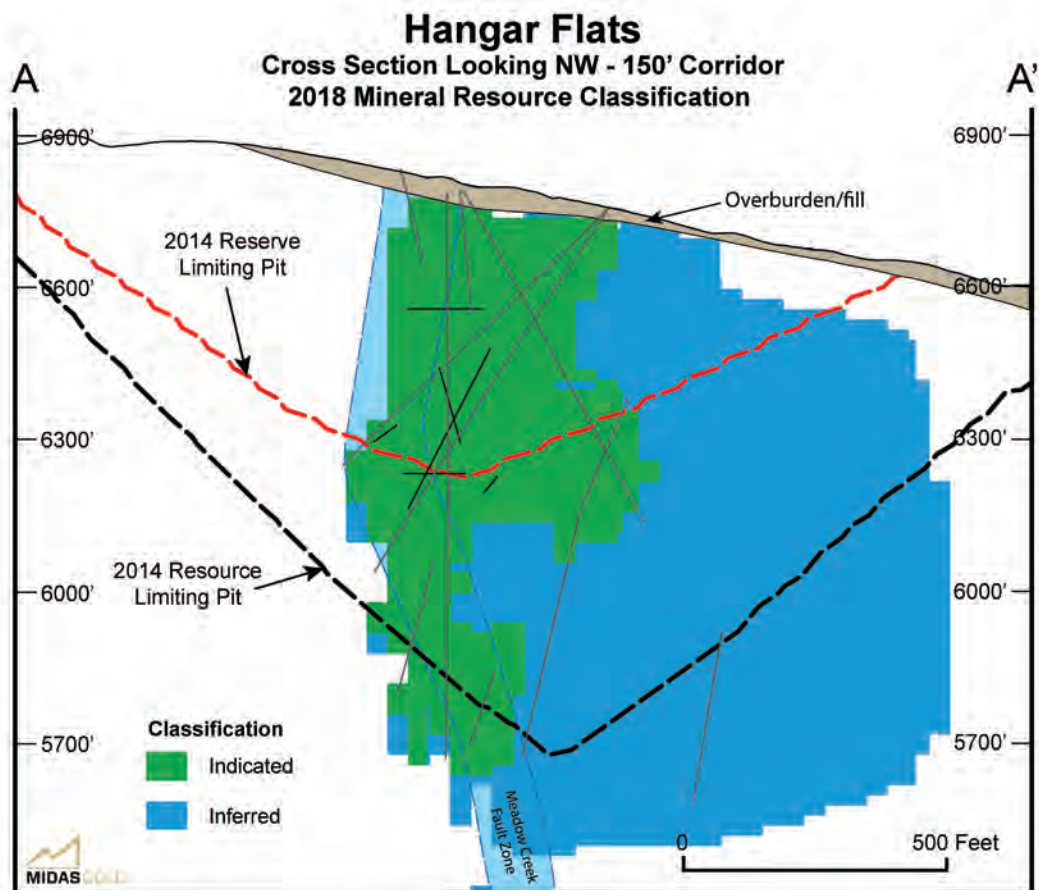 Hangar Flats
Cross Section Looking NW - 150' Corridor
2018 Mineral Resource Classification
A
A'
6900'
6900'
Overburden/fill
2014 Reserve
Limiting Pit
6600'
6600'
6300'
6300'
2014 Resource
Limiting Pit
6000'
6000'
5700'
5700'
Classification
Indicated
Inferred
Meadow Creek
Fault Zone
0
500 Feet
MIDAS GOLD